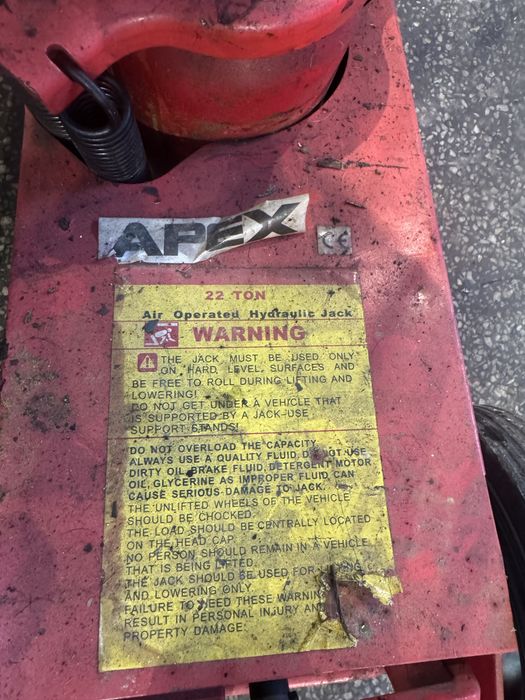 APEX
CE
22 TON
Air Operated Hydraulic Jack
WARNING
THE JACK MUST BE USED ONLY
ON HARD, LEVEL, SURFACES AND
BE FREE TO ROLL DURING LIFTING AND
LOWERING!
DO NOT GET UNDER A VEHICLE THAT
IS SUPPORTED BY A JACK-USE
SUPPORT STANDS!
DO NOT OVERLOAD THE CAPACITY.
ALWAYS USE A QUALITY FLUID, DO NOT USE
DIRTY OIL, BRAKE FLUID, DETERGENT MOTOR
OIL, GLYCERINE AS IMPROPER FLUID CAN
CAUSE SERIOUS DAMAGE TO JACK.
THE UNLIFTED WHEELS OF THE VEHICLE
SHOULD BE CHOCKED.
THE LOAD SHOULD BE CENTRALLY LOCATED
ON THE HEAD CAP.
NO PERSON SHOULD REMAIN IN A VEHICLE
THAT IS BEING LIFTED.
THE JACK SHOULD BE USED FOR
AND LOWERING ONLY
FAILURE TO HEED THESE WARNING
RESULT IN PERSONAL INJURY AND
PROPERTY DAMAGE.